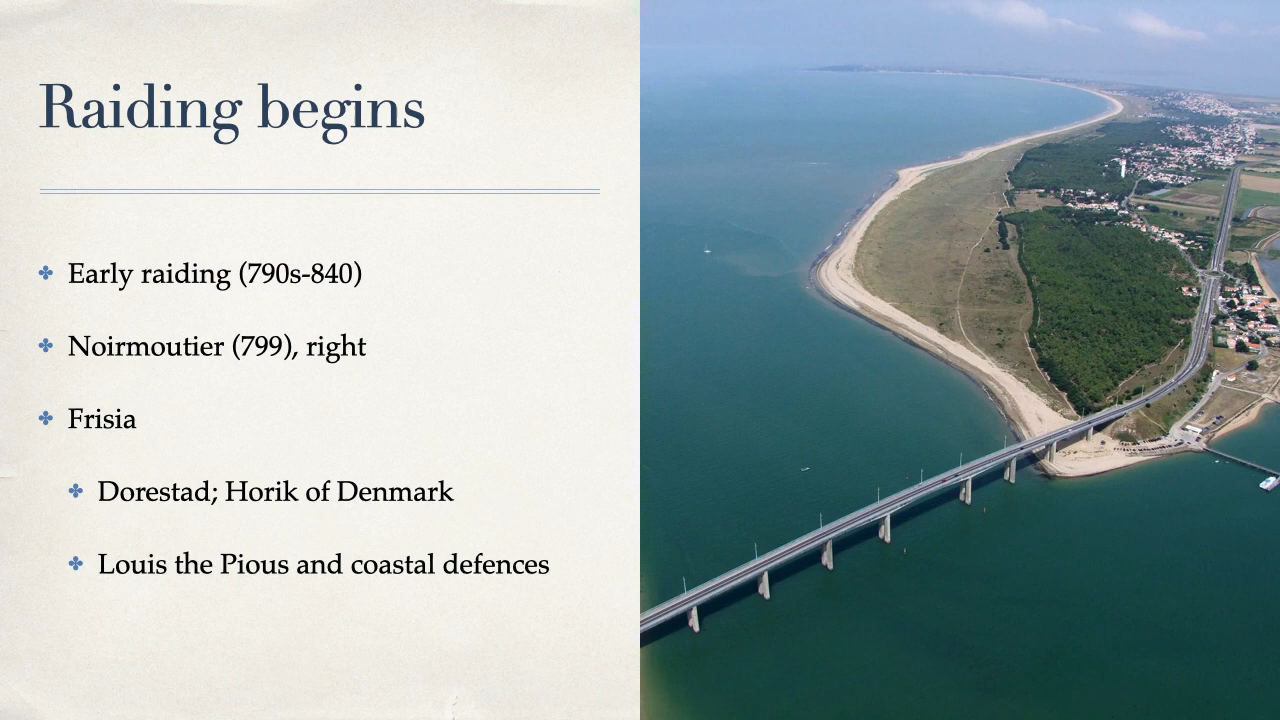 Raiding begins
Early raiding (790s-840)
Noirmoutier (799), right
Frisia
Dorestad; Horik of Denmark
Louis the Pious and coastal defences